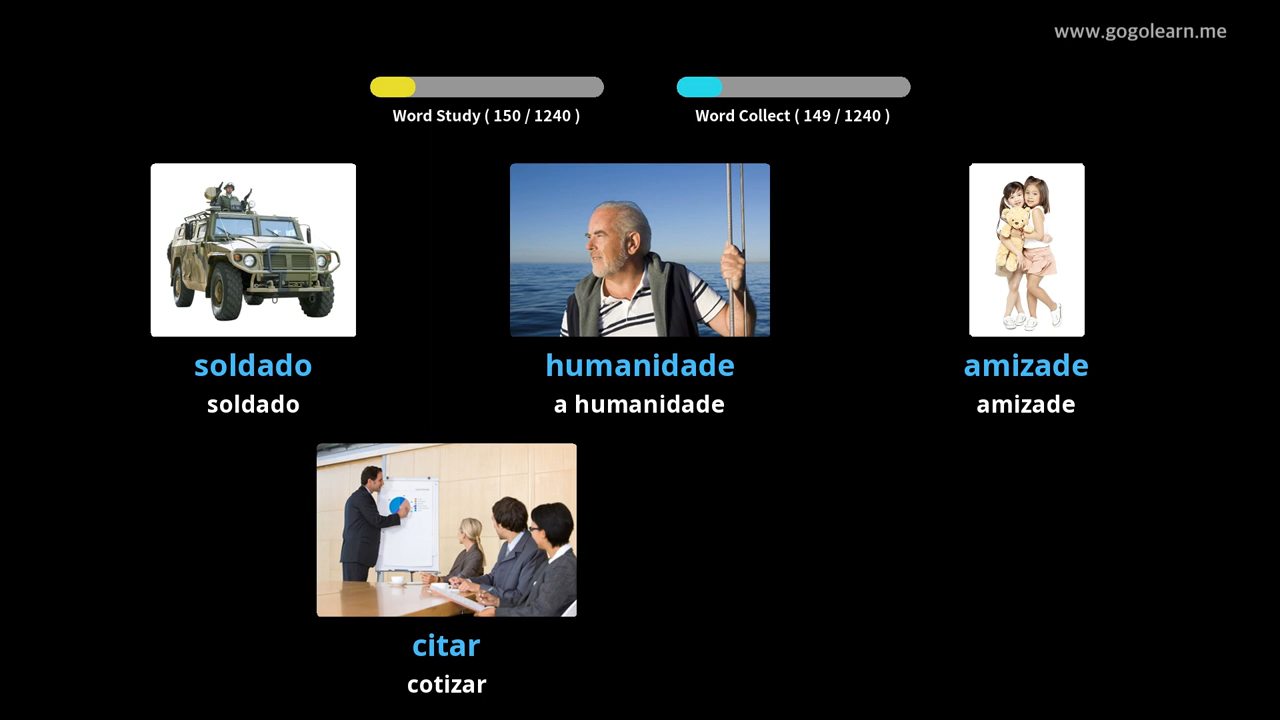 www.gogolearn.me
Word Study ( 150 / 1240 )
Word Collect ( 149 / 1240 )
soldado
soldado
humanidade
a humanidade
amizade
amizade
citar
cotizar